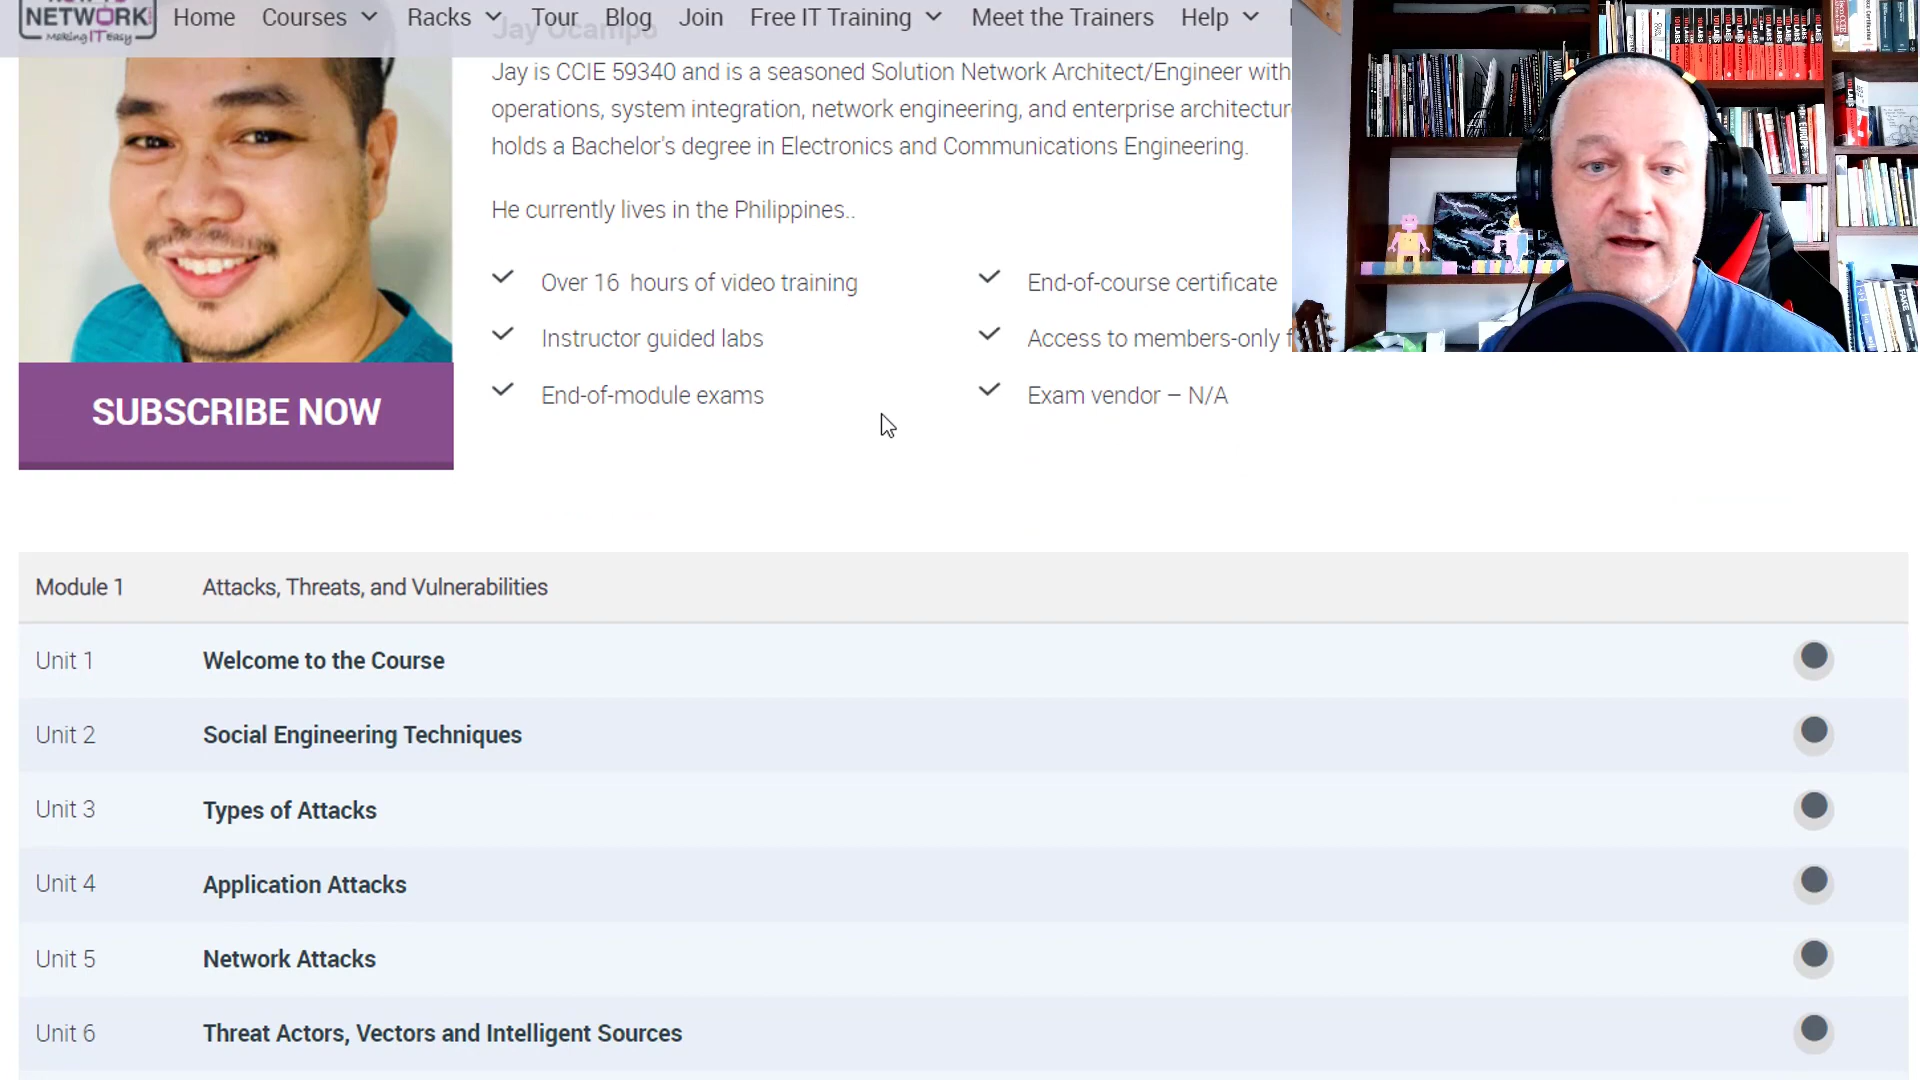 NETWORK
Making IT Easy
Home Courses Racks Tour Blog Join Free IT Training Meet the Trainers Help
Jay Ocampo
Jay is CCIE 59340 and is a seasoned Solution Network Architect/Engineer with
operations, system integration, network engineering, and enterprise architectur
holds a Bachelor's degree in Electronics and Communications Engineering.
He currently lives in the Philippines..
Over 16 hours of video training
End-of-course certificate
Instructor guided labs
Access to members-only f
End-of-module exams
Exam vendor – N/A
SUBSCRIBE NOW
Module 1 Attacks, Threats, and Vulnerabilities
Unit 1 Welcome to the Course
Unit 2 Social Engineering Techniques
Unit 3 Types of Attacks
Unit 4 Application Attacks
Unit 5 Network Attacks
Unit 6 Threat Actors, Vectors and Intelligent Sources